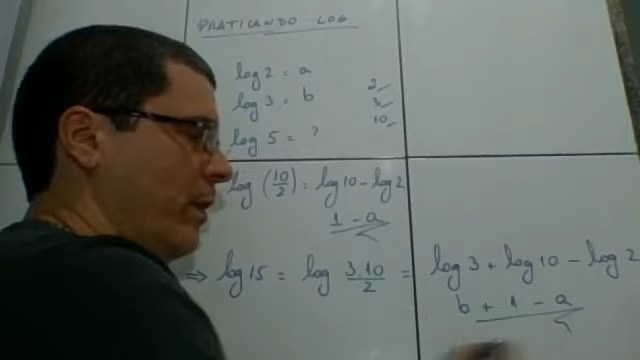 PRATICANDO LOG
log 2 = a
log 3 = b
log 5 = ?
2
3
10
log (10/2) = log 10 - log 2
1 - a
⇒ log 15 = log 3.10/2 = log 3 + log 10 - log 2
b + 1 - a